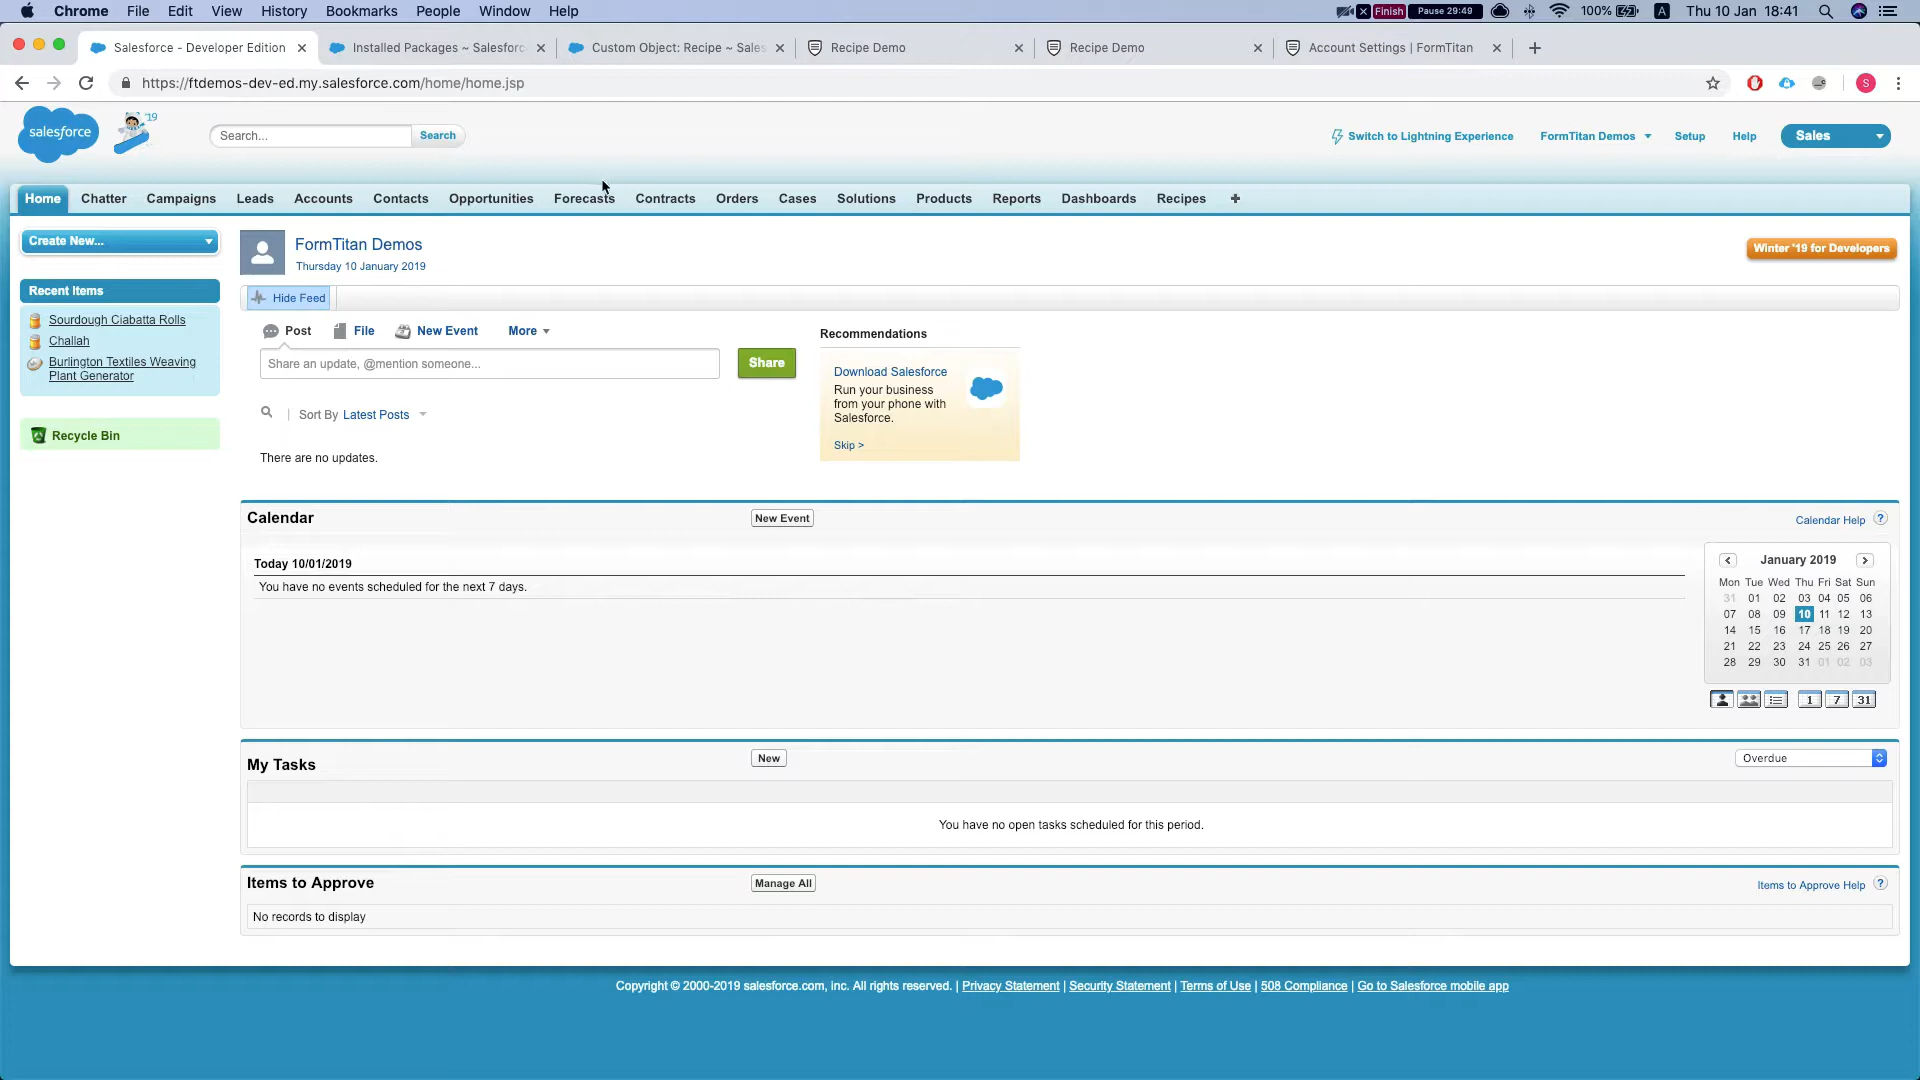 Chrome File Edit View History Bookmarks People Window Help Finish Pause 29:49 100% A Thu 10 Jan 18:41
Salesforce - Developer Edition Installed Packages ~ Salesforc Custom Object: Recipe ~ Sales Recipe Demo Recipe Demo Account Settings | FormTitan
https://ftdemos-dev-ed.my.salesforce.com/home/home.jsp S
salesforce '19 Search... Search Switch to Lightning Experience FormTitan Demos Setup Help Sales
Home Chatter Campaigns Leads Accounts Contacts Opportunities Forecasts Contracts Orders Cases Solutions Products Reports Dashboards Recipes
Create New...
FormTitan Demos
Thursday 10 January 2019
Winter '19 for Developers
Recent Items
Sourdough Ciabatta Rolls
Challah
Burlington Textiles Weaving
Plant Generator
Recycle Bin
Hide Feed
Post File New Event More
Share an update, @mention someone... Share
Sort By Latest Posts
There are no updates.
Recommendations
Download Salesforce
Run your business
from your phone with
Salesforce.
Skip >
Calendar New Event Calendar Help ?
Today 10/01/2019
You have no events scheduled for the next 7 days.
January 2019
Mon Tue Wed Thu Fri Sat Sun
31 01 02 03 04 05 06
07 08 09 10 11 12 13
14 15 16 17 18 19 20
21 22 23 24 25 26 27
28 29 30 31 01 02 03
1 7 31
My Tasks New Overdue
You have no open tasks scheduled for this period.
Items to Approve Manage All Items to Approve Help ?
No records to display
Copyright © 2000-2019 salesforce.com, inc. All rights reserved. | Privacy Statement | Security Statement | Terms of Use | 508 Compliance | Go to Salesforce mobile app